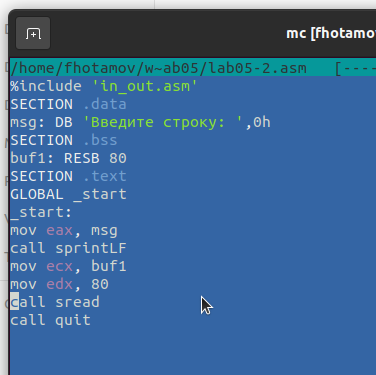 mc [fhotamov
/home/fhotamov/w~ab05/lab05-2.asm [----
%include 'in_out.asm'
SECTION .data
msg: DB 'Введите строку: ',0h
SECTION .bss
buf1: RESB 80
SECTION .text
GLOBAL _start
_start:
mov eax, msg
call sprintLF
mov ecx, buf1
mov edx, 80
call sread
call quit